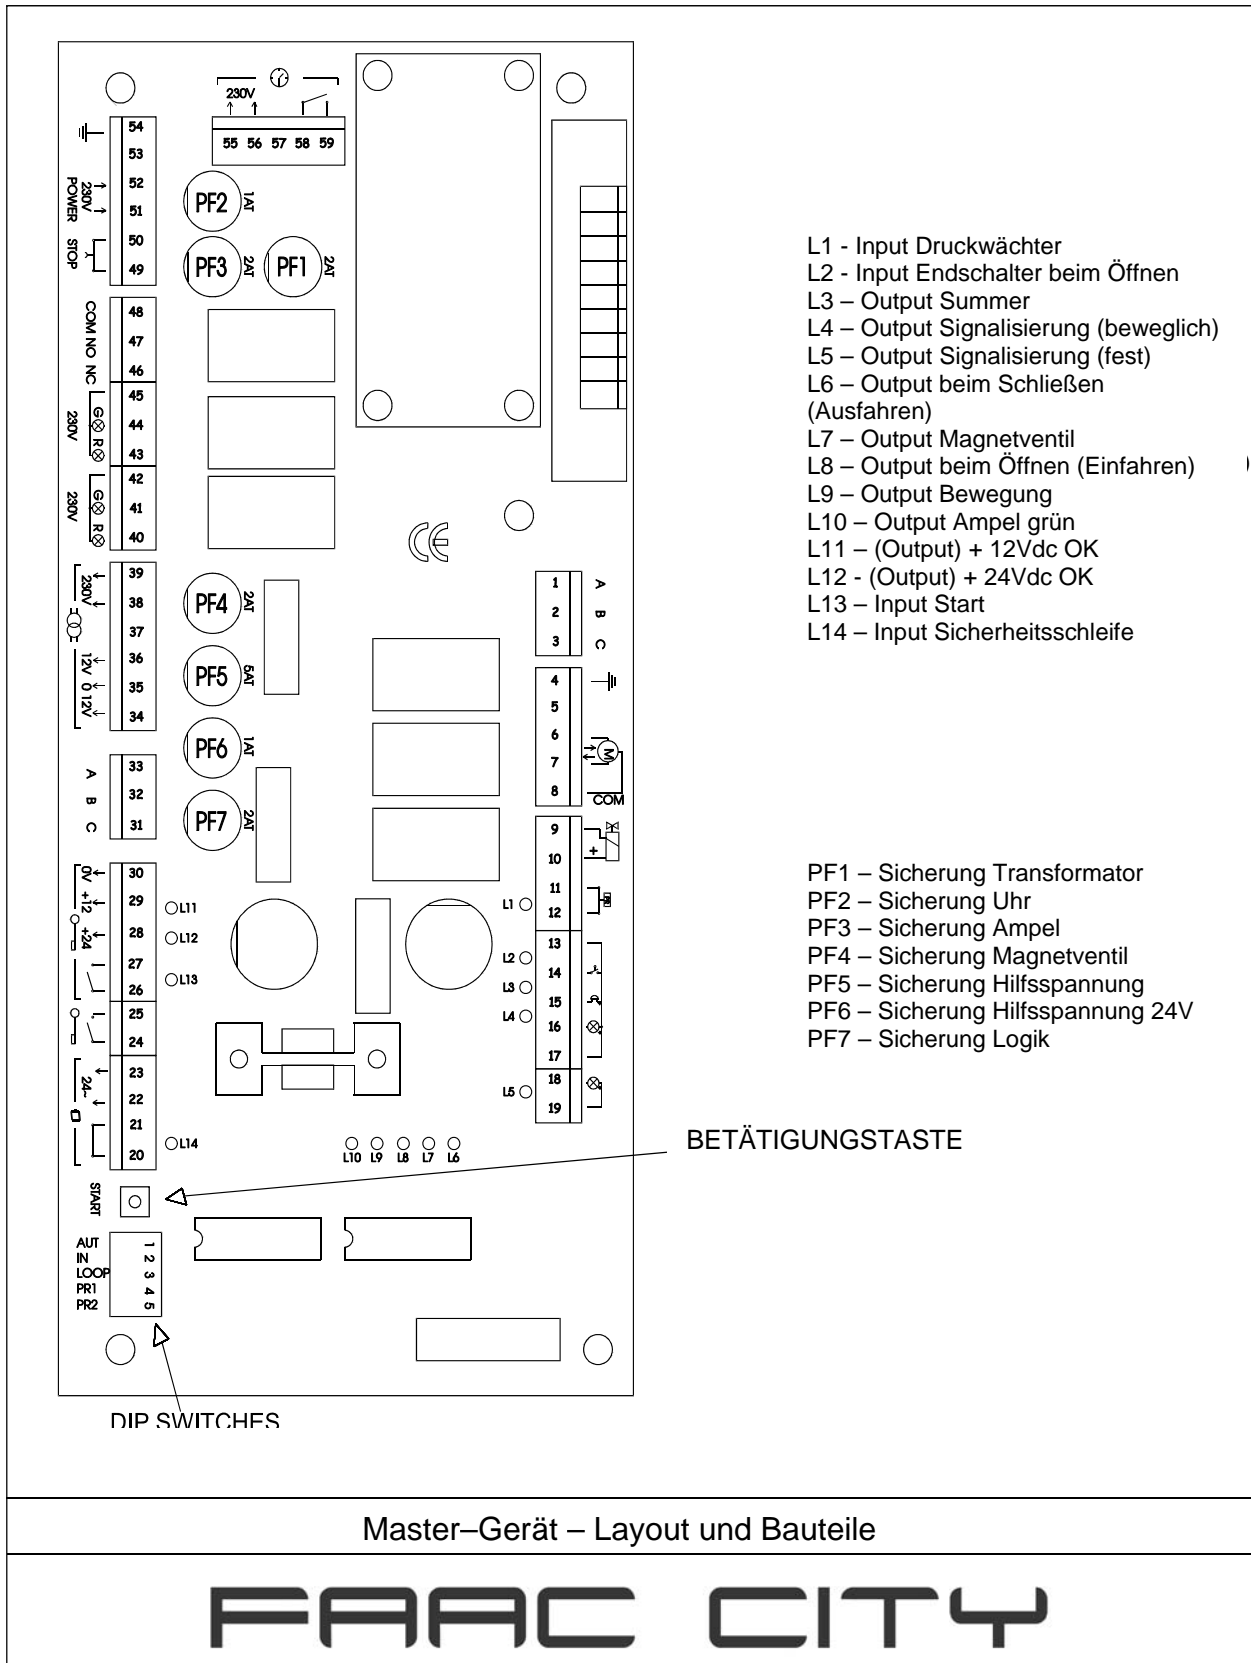 230V
55 56 57 58 59
54
53
52
51
50
49
230V
POWER
STOP
PF2
1AT
PF3
2AT
PF1
2AT
48
47
46
COM NO NC
45
44
43
G R
230V
42
41
40
G R
230V
39
38
37
36
35
34
230V
12V 0 12V
PF4
2AT
PF5
5AT
PF6
1AT
PF7
2AT
33
32
31
A
B
C
30
29
28
27
26
25
24
23
22
21
20
0V
+12
+24
24~
L11
L12
L13
L14
1 A
2 B
3 C
4
5
6
7
8
M
COM
9
10
+
11
12
13
14
15
16
17
18
19
L1
L2
L3
L4
L5
L10 L9 L8 L7 L6
START
AUT 1
IN 2
LOOP 3
PR1 4
PR2 5
CE
DIP SWITCHES
BETÄTIGUNGSTASTE
L1 - Input Druckwächter
L2 - Input Endschalter beim Öffnen
L3 – Output Summer
L4 – Output Signalisierung (beweglich)
L5 – Output Signalisierung (fest)
L6 – Output beim Schließen
(Ausfahren)
L7 – Output Magnetventil
L8 – Output beim Öffnen (Einfahren)
L9 – Output Bewegung
L10 – Output Ampel grün
L11 – (Output) + 12Vdc OK
L12 - (Output) + 24Vdc OK
L13 – Input Start
L14 – Input Sicherheitsschleife
)
PF1 – Sicherung Transformator
PF2 – Sicherung Uhr
PF3 – Sicherung Ampel
PF4 – Sicherung Magnetventil
PF5 – Sicherung Hilfsspannung
PF6 – Sicherung Hilfsspannung 24V
PF7 – Sicherung Logik
Master–Gerät – Layout und Bauteile
FAAC CITY